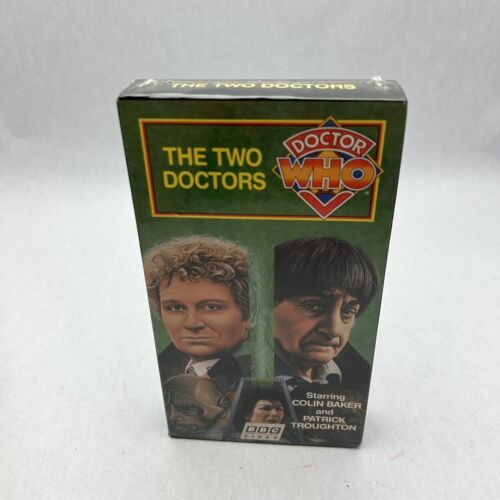 THE TWO DOCTORS
THE TWO
DOCTORS
DOCTOR
WHO
Starring
COLIN BAKER
and
PATRICK
TROUGHTON
BBC
VIDEO